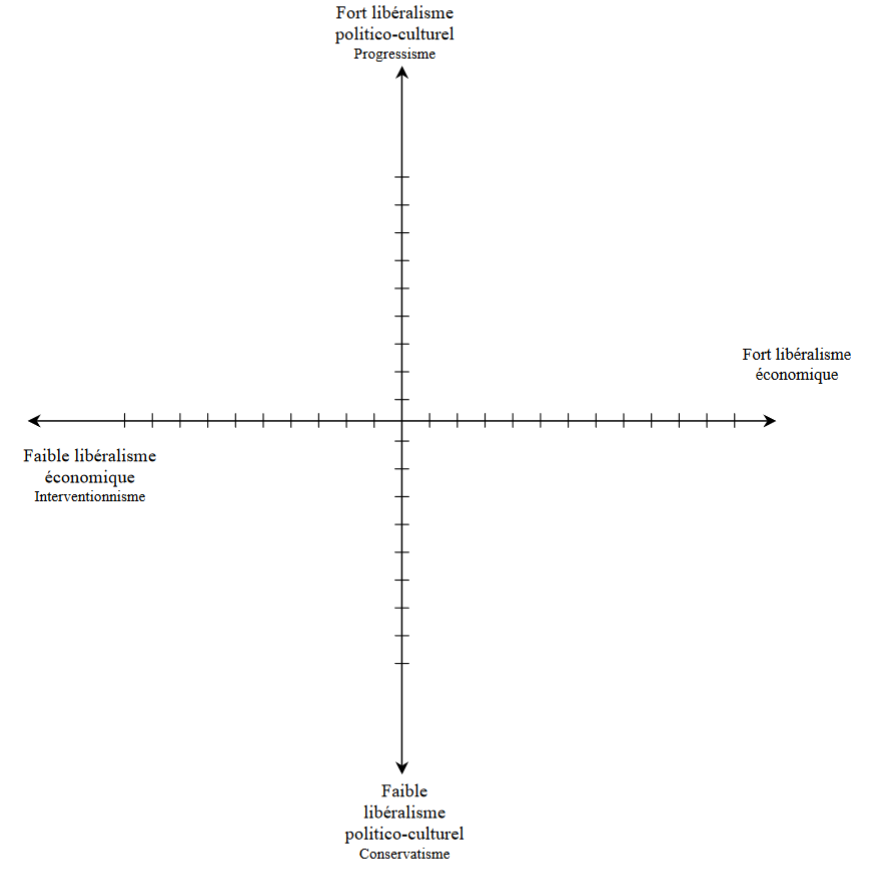 Fort libéralisme
politico-culturel
Progressisme
Fort libéralisme
économique
Faible libéralisme
économique
Interventionnisme
Faible
libéralisme
politico-culturel
Conservatisme